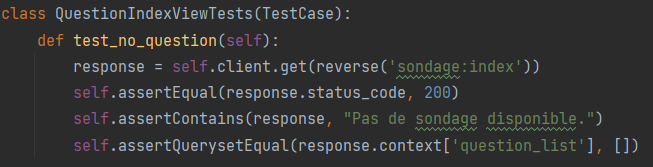 class QuestionIndexViewTests(TestCase):
    def test_no_question(self):
        response = self.client.get(reverse('sondage:index'))
        self.assertEqual(response.status_code, 200)
        self.assertContains(response, "Pas de sondage disponible.")
        self.assertQuerysetEqual(response.context['question_list'], [])